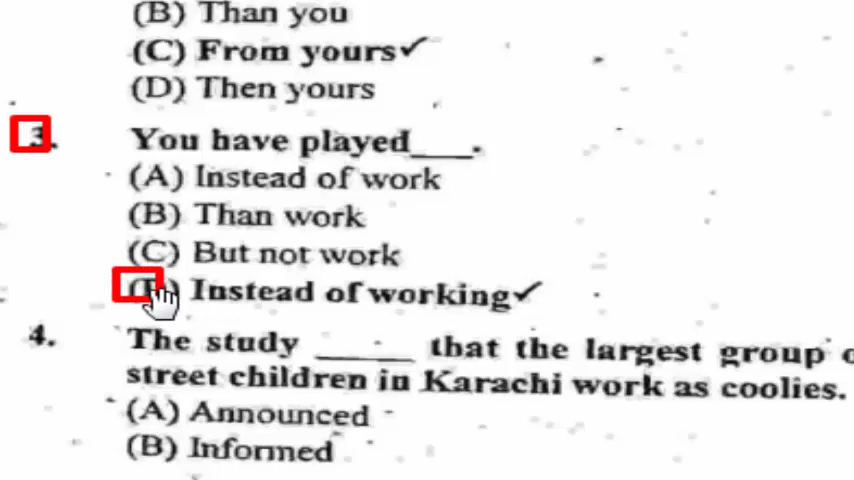 (B) Than you
(C) From yours✓
(D) Then yours
3. You have played___.
(A) Instead of work
(B) Than work
(C) But not work
Instead of working✓
4. The study _____ that the largest group
street children in Karachi work as coolies.
(A) Announced
(B) Informed